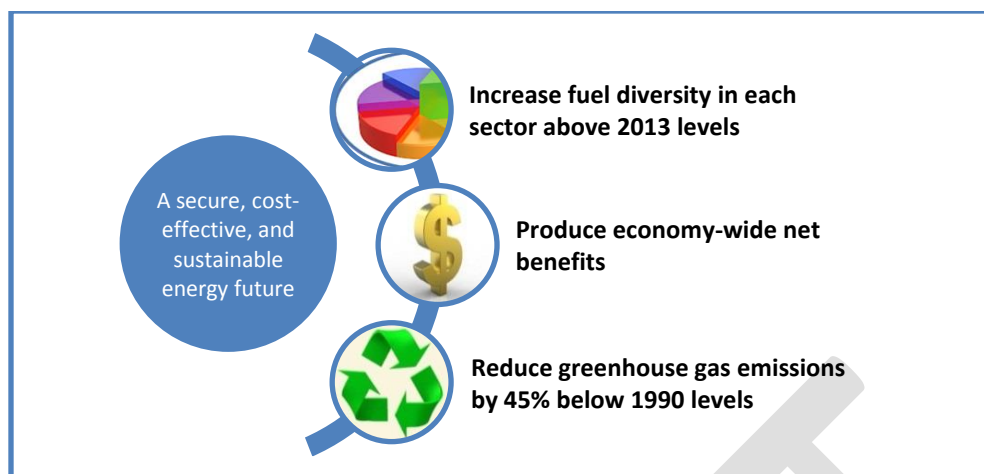 A secure, cost-
effective, and
sustainable
energy future
Increase fuel diversity in each
sector above 2013 levels
Produce economy-wide net
benefits
Reduce greenhouse gas emissions
by 45% below 1990 levels